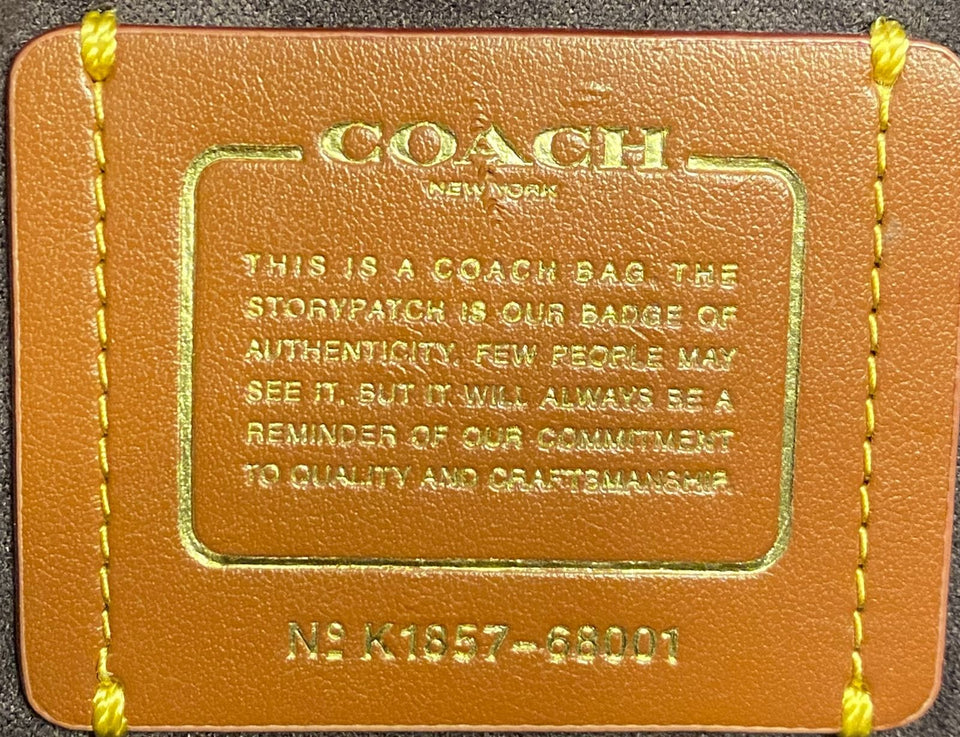 COACH
NEW YORK
THIS IS A COACH BAG. THE
STORYPATCH IS OUR BADGE OF
AUTHENTICITY. FEW PEOPLE MAY
SEE IT, BUT IT WILL ALWAYS BE A
REMINDER OF OUR COMMITMENT
TO QUALITY AND CRAFTSMANSHIP.
Nº K1857-68001